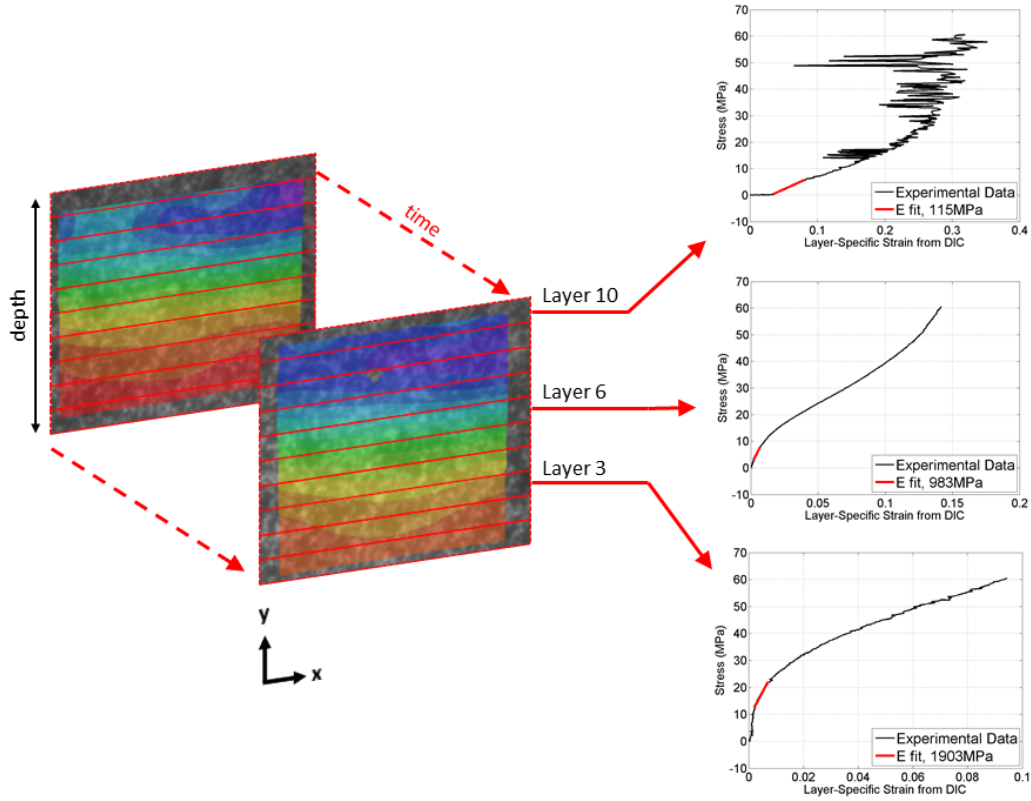 depth
time
Layer 10
Layer 6
Layer 3
y
x
70
60
50
40
30
20
10
0
-10
Stress (MPa)
Experimental Data
E fit, 115MPa
0 0.1 0.2 0.3 0.4
Layer-Specific Strain from DIC
70
60
50
40
30
20
10
0
-10
Stress (MPa)
Experimental Data
E fit, 983MPa
0 0.05 0.1 0.15 0.2
Layer-Specific Strain from DIC
70
60
50
40
30
20
10
0
-10
Stress (MPa)
Experimental Data
E fit, 1903MPa
0 0.02 0.04 0.06 0.08 0.1
Layer-Specific Strain from DIC